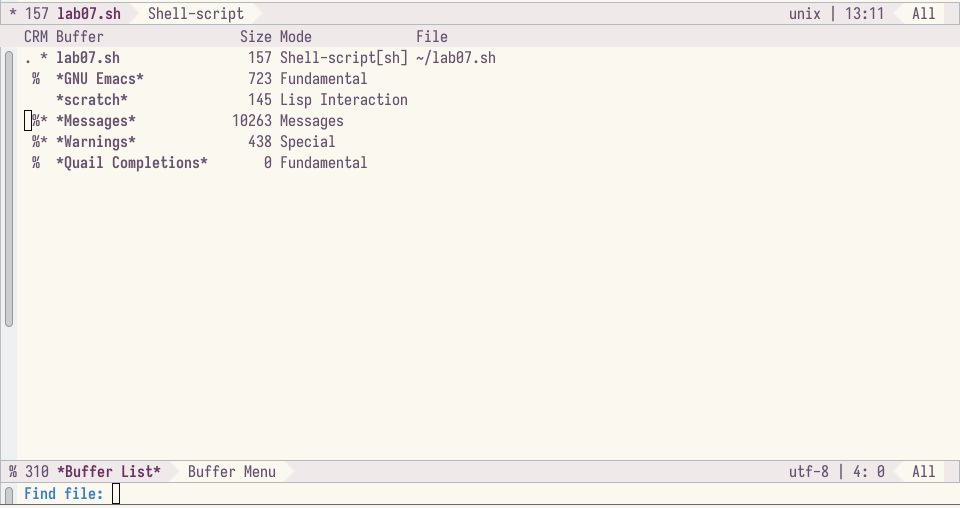 * 157 lab07.sh Shell-script unix | 13:11 All
CRM Buffer Size Mode File
. * lab07.sh 157 Shell-script[sh] ~/lab07.sh
% *GNU Emacs* 723 Fundamental
*scratch* 145 Lisp Interaction
%* *Messages* 10263 Messages
%* *Warnings* 438 Special
% *Quail Completions* 0 Fundamental
% 310 *Buffer List* Buffer Menu utf-8 | 4: 0 All
Find file: